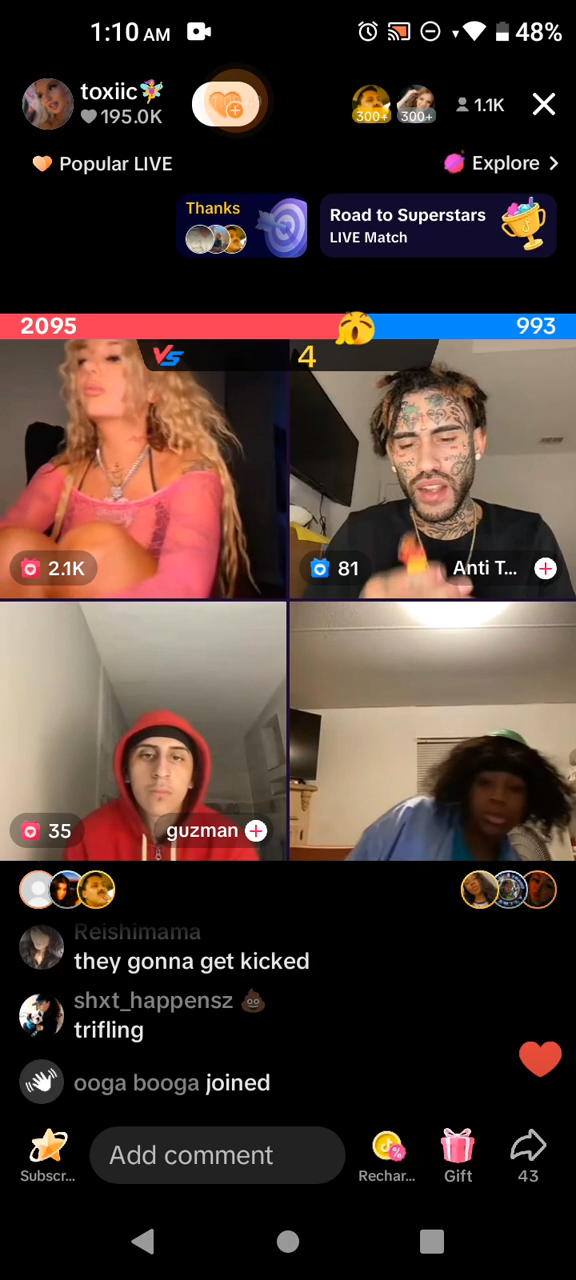 1:10 AM
48%
toxiic
195.0K
300+
300+
1.1K
Popular LIVE
Explore
Thanks
Road to Superstars
LIVE Match
2095
993
VS
4
2.1K
81
Anti T...
35
guzman
Reishimama
they gonna get kicked
shxt_happensz 💩
trifling
ooga booga joined
Subscr...
Add comment
Rechar...
Gift
43